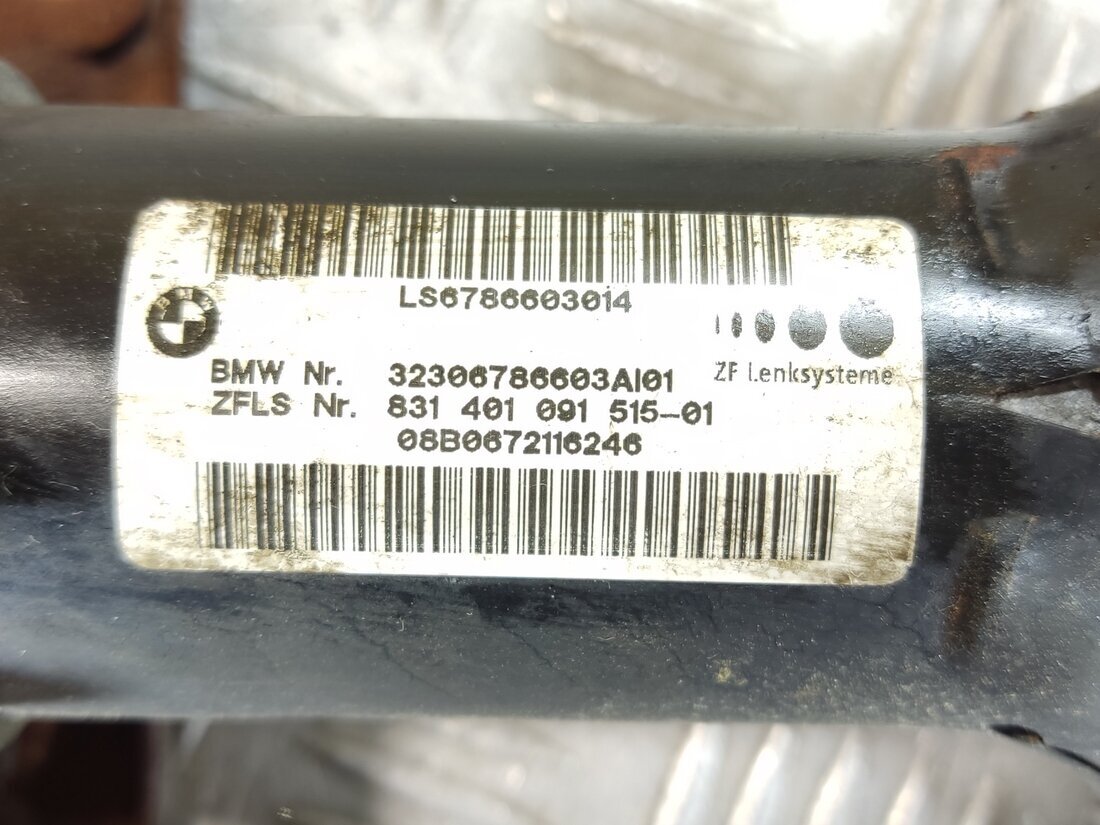 LS6786603014
BMW Nr. 32306786603AI01
ZF Lenksysteme
ZFLS Nr. 831 401 091 515-01
08B0672116246